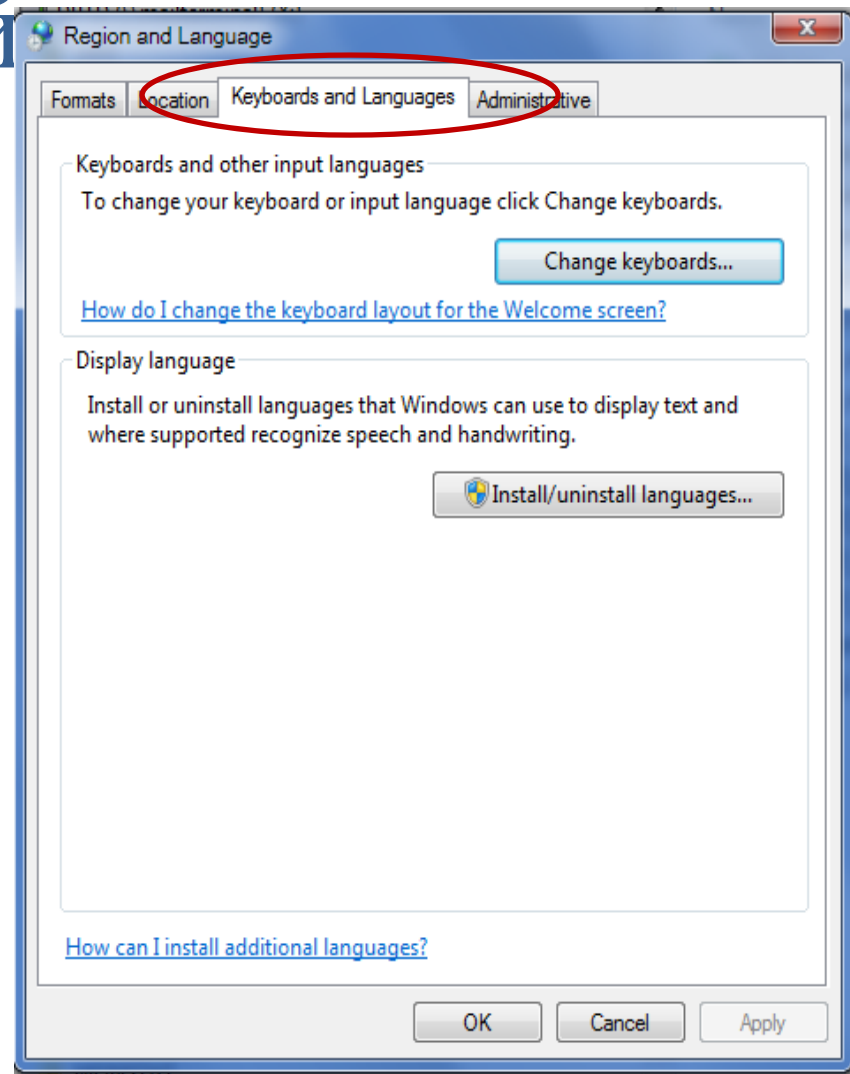 Region and Language
Formats Location Keyboards and Languages Administrative
Keyboards and other input languages
To change your keyboard or input language click Change keyboards.
Change keyboards...
How do I change the keyboard layout for the Welcome screen?
Display language
Install or uninstall languages that Windows can use to display text and
where supported recognize speech and handwriting.
Install/uninstall languages...
How can I install additional languages?
OK Cancel Apply